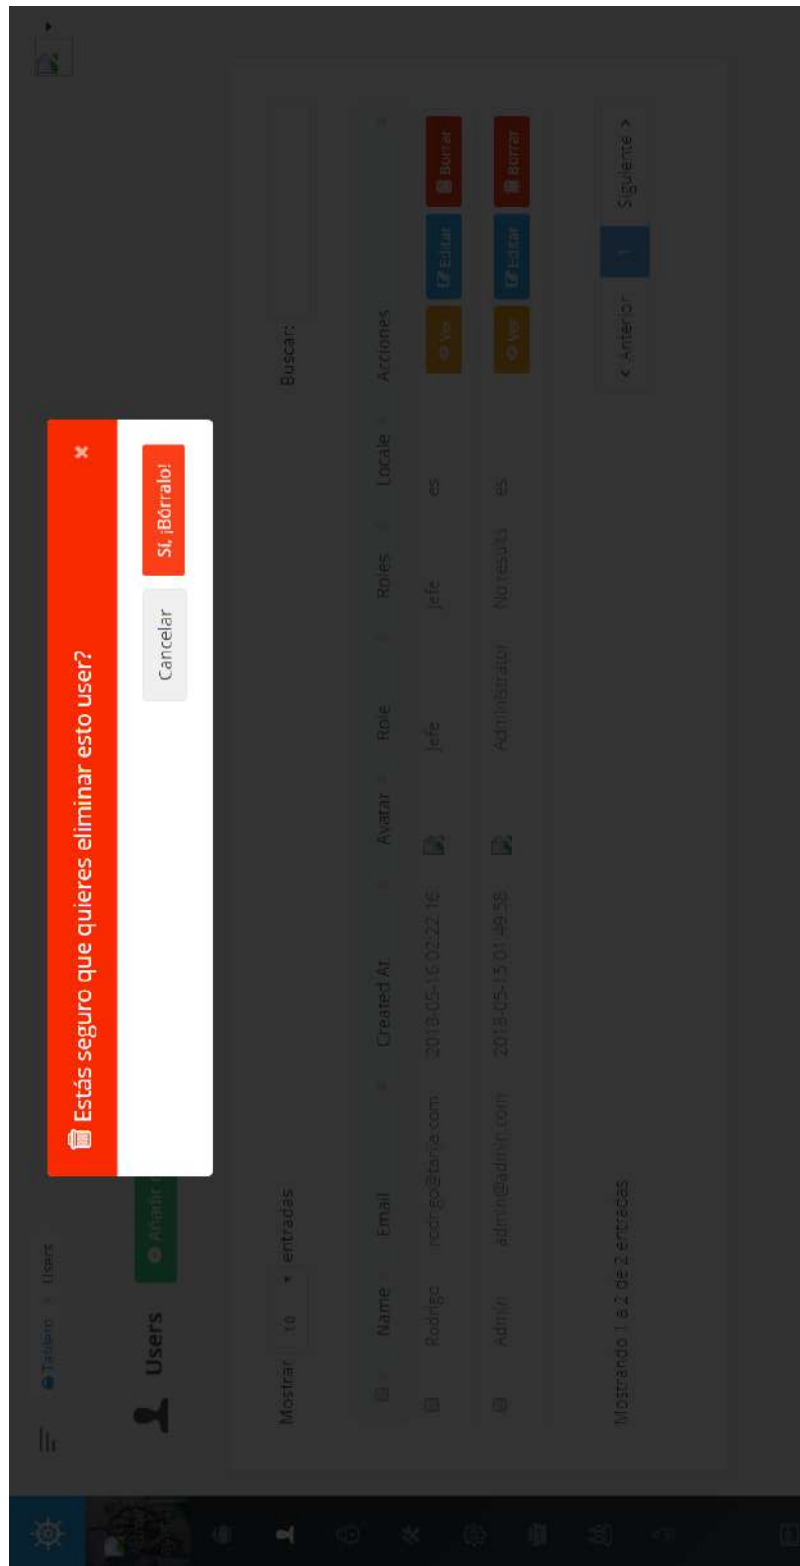 Tablero Users
Estás seguro que quieres eliminar esto user?
Users
Añadir
Cancelar
Sí, ¡Bórralo!
Mostrar 10 entradas
Buscar:
Name Email Created At Avatar Role Roles Locale Acciones
Rodrigo rodrigo@tarija.com 2018-05-16 02:22:16 Jefe Jefe es Ver Editar Borrar
Admin admin@admin.com 2018-05-15 01:49:58 Administrator No results es Ver Editar Borrar
Mostrando 1 a 2 de 2 entradas
< Anterior 1 Siguiente >